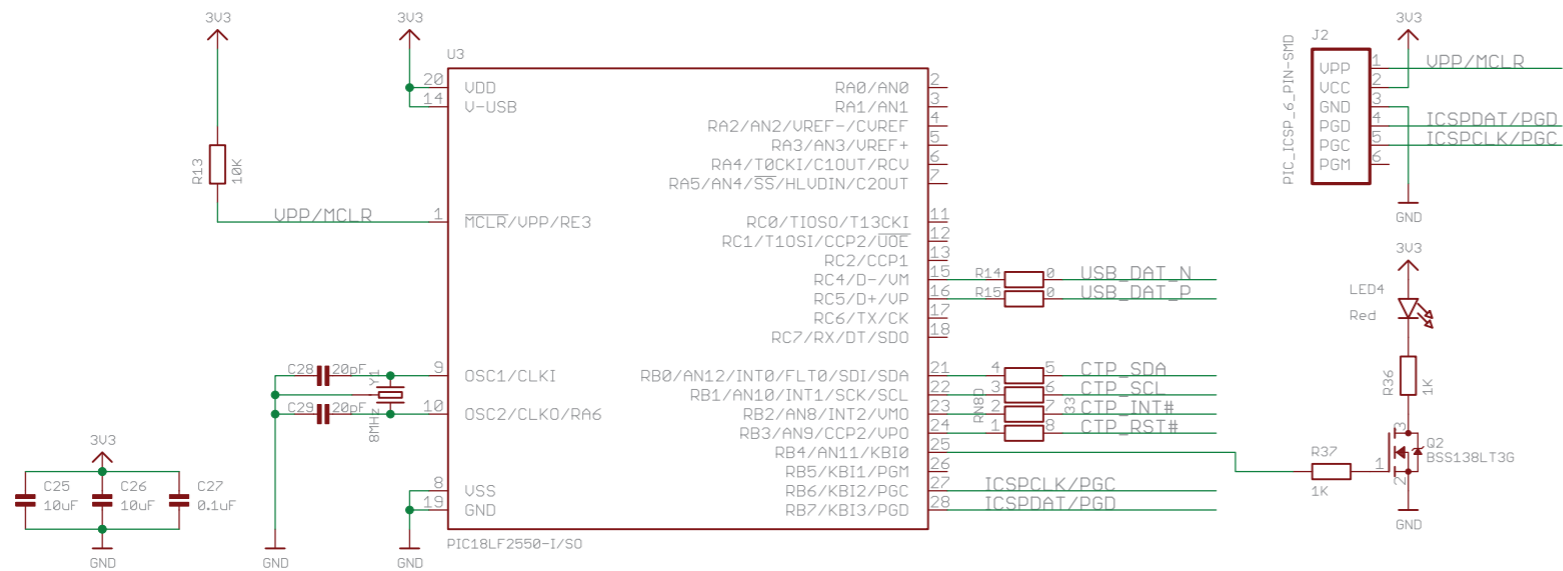 3V3
3V3
3V3
U3
J2
PIC_ICSP_6_PIN-SMD
20 VDD
14 V-USB
RA0/AN0 2
RA1/AN1 3
RA2/AN2/VREF-/CVREF 4
RA3/AN3/VREF+ 5
RA4/T0CKI/C1OUT/RCV 6
RA5/AN4/SS/HLVDIN/C2OUT 7
VPP 1 VPP/MCLR
VCC 2
GND 3
PGD 4 ICSPDAT/PGD
PGC 5 ICSPCLK/PGC
PGM 6
GND
R13
10K
VPP/MCLR 1 MCLR/VPP/RE3
RC0/TIOSO/T13CKI 11
RC1/T1OSI/CCP2/UOE 12
RC2/CCP1 13
RC4/D-/VM 15 R14 0 USB_DAT_N
RC5/D+/VP 16 R15 0 USB_DAT_P
RC6/TX/CK 17
RC7/RX/DT/SDO 18
3V3
LED4
Red
R36
1K
C28 20pF
Y1
8MHz
C29 20pF
9 OSC1/CLKI
10 OSC2/CLKO/RA6
RB0/AN12/INT0/FLT0/SDI/SDA 21 4 5 CTP_SDA
RB1/AN10/INT1/SCK/SCL 22 3 6 CTP_SCL
RB2/AN8/INT2/VMO 23 2 7 CTP_INT#
RB3/AN9/CCP2/VPO 24 1 8 CTP_RST#
RN8D
33
RB4/AN11/KBI0 25
RB5/KBI1/PGM 26
RB6/KBI2/PGC 27 ICSPCLK/PGC
RB7/KBI3/PGD 28 ICSPDAT/PGD
R37
1K
3
1
2
Q2
BSS138LT3G
GND
3V3
C25
10uF
C26
10uF
C27
0.1uF
GND
8 VSS
19 GND
GND
GND
PIC18LF2550-I/SO